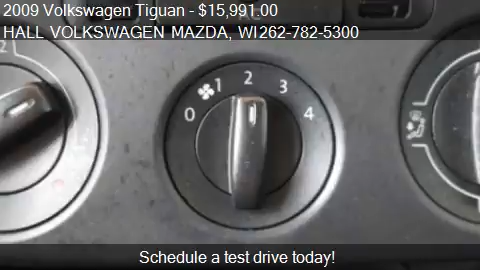 2009 Volkswagen Tiguan - $15,991.00
HALL VOLKSWAGEN MAZDA, WI262-782-5300
0 1 2 3 4
Schedule a test drive today!